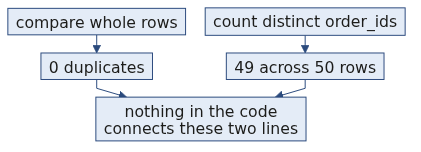 compare whole rows
count distinct order_ids
0 duplicates
49 across 50 rows
nothing in the code
connects these two lines